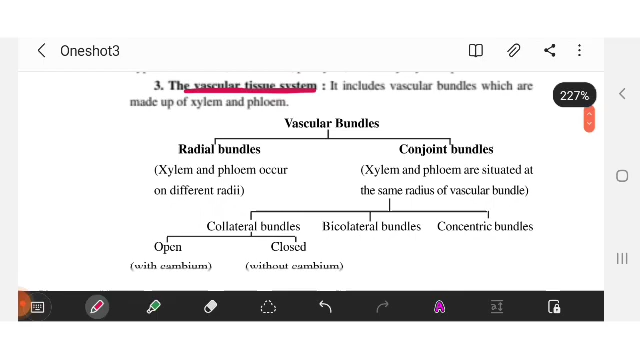 Oneshot3
3. The vascular tissue system : It includes vascular bundles which are
made up of xylem and phloem.
227%
Vascular Bundles
Radial bundles Conjoint bundles
(Xylem and phloem occur (Xylem and phloem are situated at
on different radii) the same radius of vascular bundle)
Collateral bundles Bicolateral bundles Concentric bundles
Open Closed
(with cambium) (without cambium)